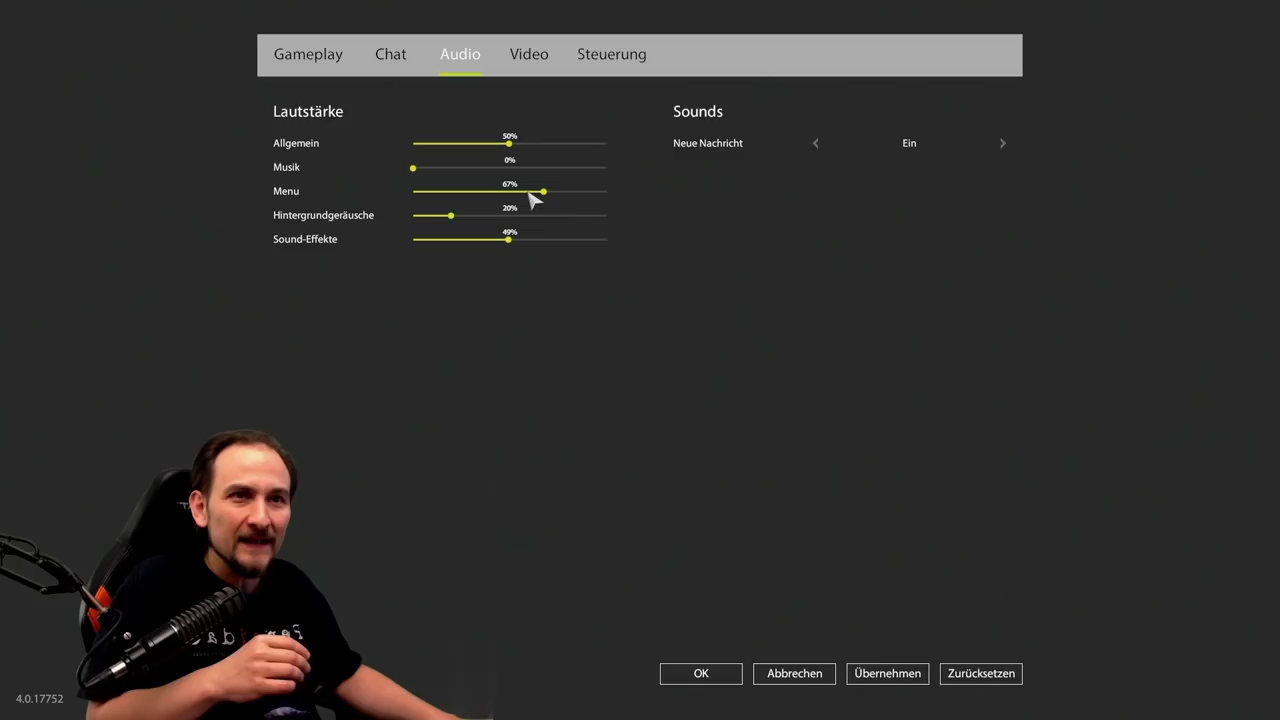 Gameplay Chat Audio Video Steuerung
Lautstärke
Allgemein 50%
Musik 0%
Menu 67%
Hintergrundgeräusche 20%
Sound-Effekte 49%
Sounds
Neue Nachricht Ein
OK Abbrechen Übernehmen Zurücksetzen
4.0.17752